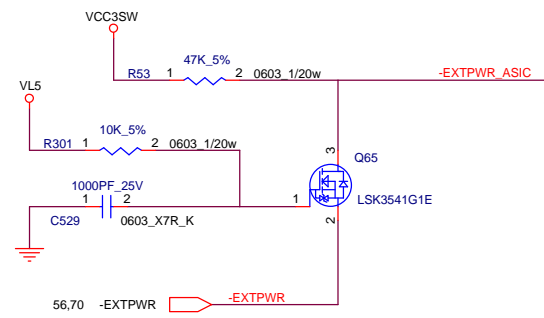 VCC3SW
47K_5%
R53 1 2 0603_1/20w
-EXTPWR_ASIC
VL5
10K_5%
R301 1 2 0603_1/20w
3
Q65
1000PF_25V
1 2
1
LSK3541G1E
C529 0603_X7R_K
2
56,70 -EXTPWR
-EXTPWR